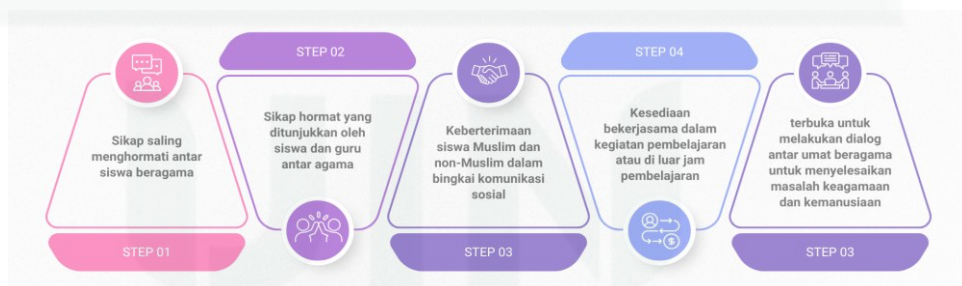 Sikap saling
menghormati antar
siswa beragama
STEP 01
STEP 02
Sikap hormat yang
ditunjukkan oleh
siswa dan guru
antar agama
Keberterimaan
siswa Muslim dan
non-Muslim dalam
bingkai komunikasi
sosial
STEP 03
STEP 04
Kesediaan
bekerjasama dalam
kegiatan pembelajaran
atau di luar jam
pembelajaran
terbuka untuk
melakukan dialog
antar umat beragama
untuk menyelesaikan
masalah keagamaan
dan kemanusiaan
STEP 03